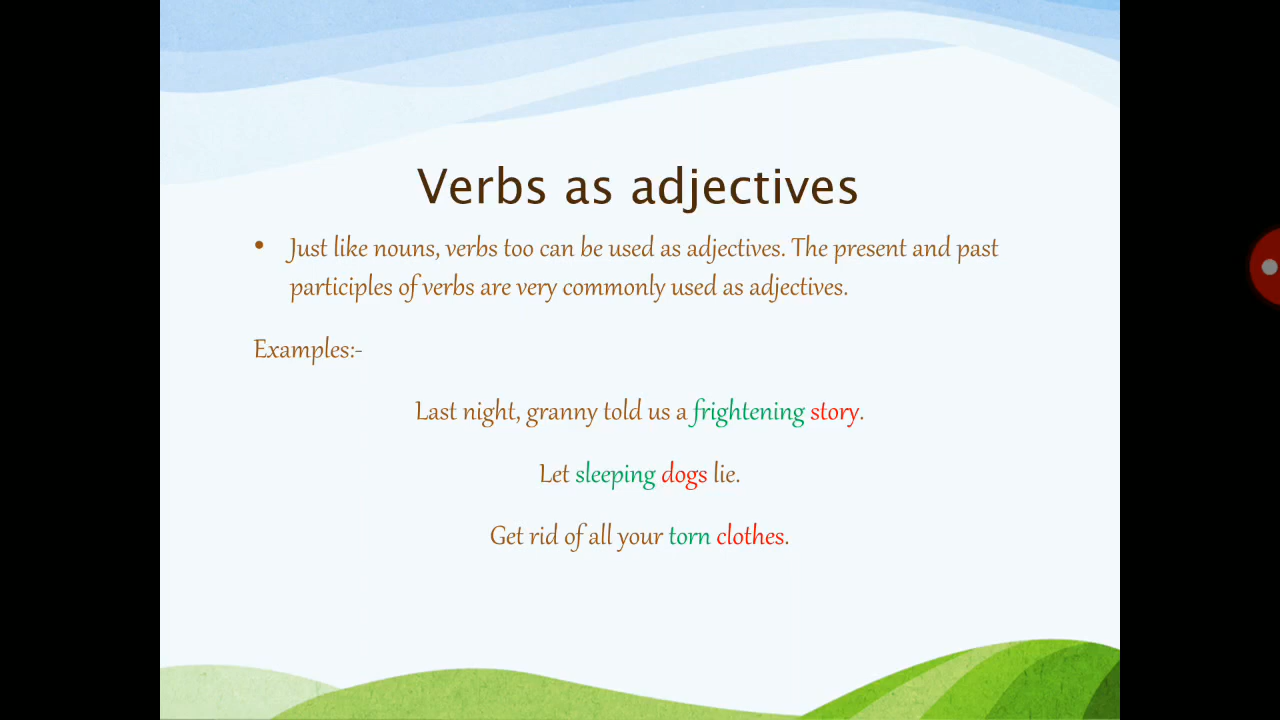 Verbs as adjectives
• Just like nouns, verbs too can be used as adjectives. The present and past
participles of verbs are very commonly used as adjectives.
Examples:-
Last night, granny told us a frightening story.
Let sleeping dogs lie.
Get rid of all your torn clothes.